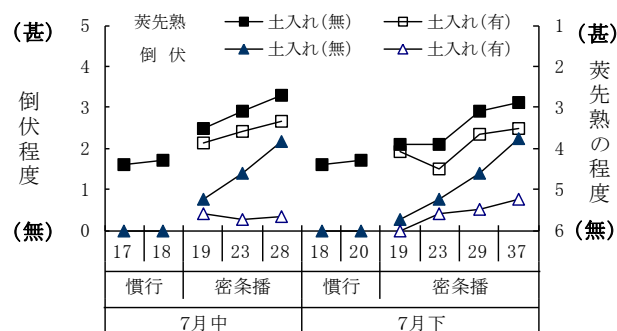 莢先熟 土入れ(無) 土入れ(有)
倒 伏 土入れ(無) 土入れ(有)
(甚) 5 1 (甚)
4 2
3 3
2 4
1 5
(無) 0 6 (無)
倒伏程度
莢先熟の程度
17 18 19 23 28 18 20 19 23 29 37
慣行 密条播 慣行 密条播
7月中 7月下